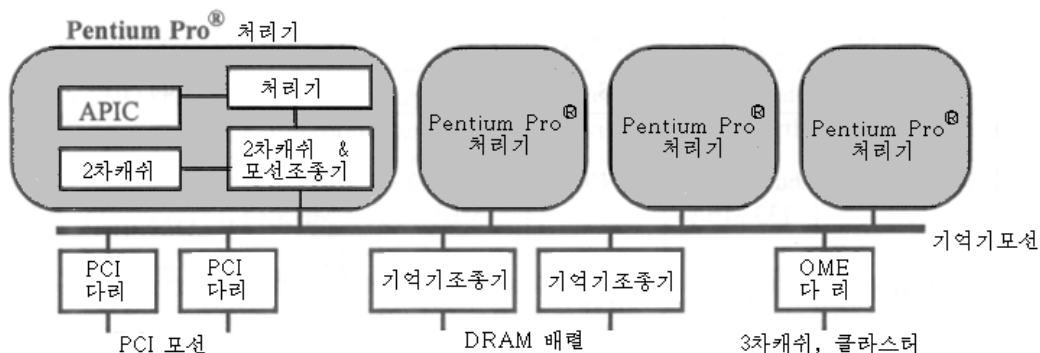 Pentium Pro® 처리기
APIC
처리기
2차캐쉬
2차캐쉬 &
모선조종기
Pentium Pro®
처리기
Pentium Pro®
처리기
Pentium Pro®
처리기
기억기모선
PCI
다리
PCI
다리
기억기조종기
기억기조종기
OME
다 리
PCI 모선
DRAM 배렬
3차캐쉬, 클라스터